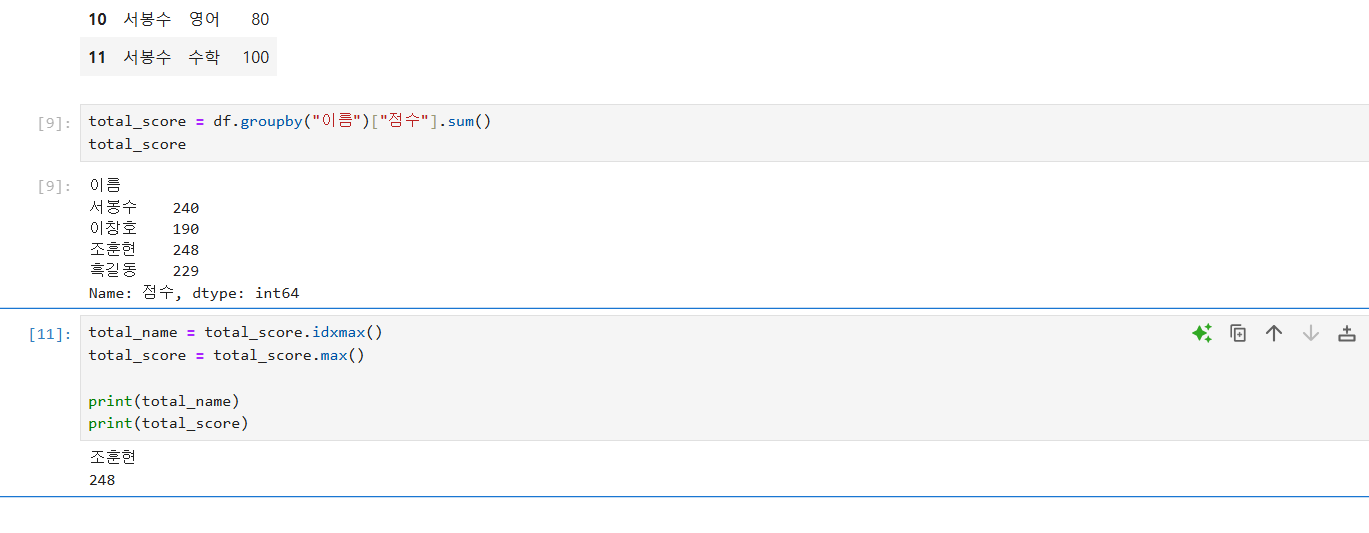 10 서봉수 영어 80
11 서봉수 수학 100
[9]: total_score = df.groupby("이름")["점수"].sum()
total_score
[9]: 이름
서봉수 240
이창호 190
조훈현 248
흑길동 229
Name: 점수, dtype: int64
[11]: total_name = total_score.idxmax()
total_score = total_score.max()
print(total_name)
print(total_score)
조훈현
248